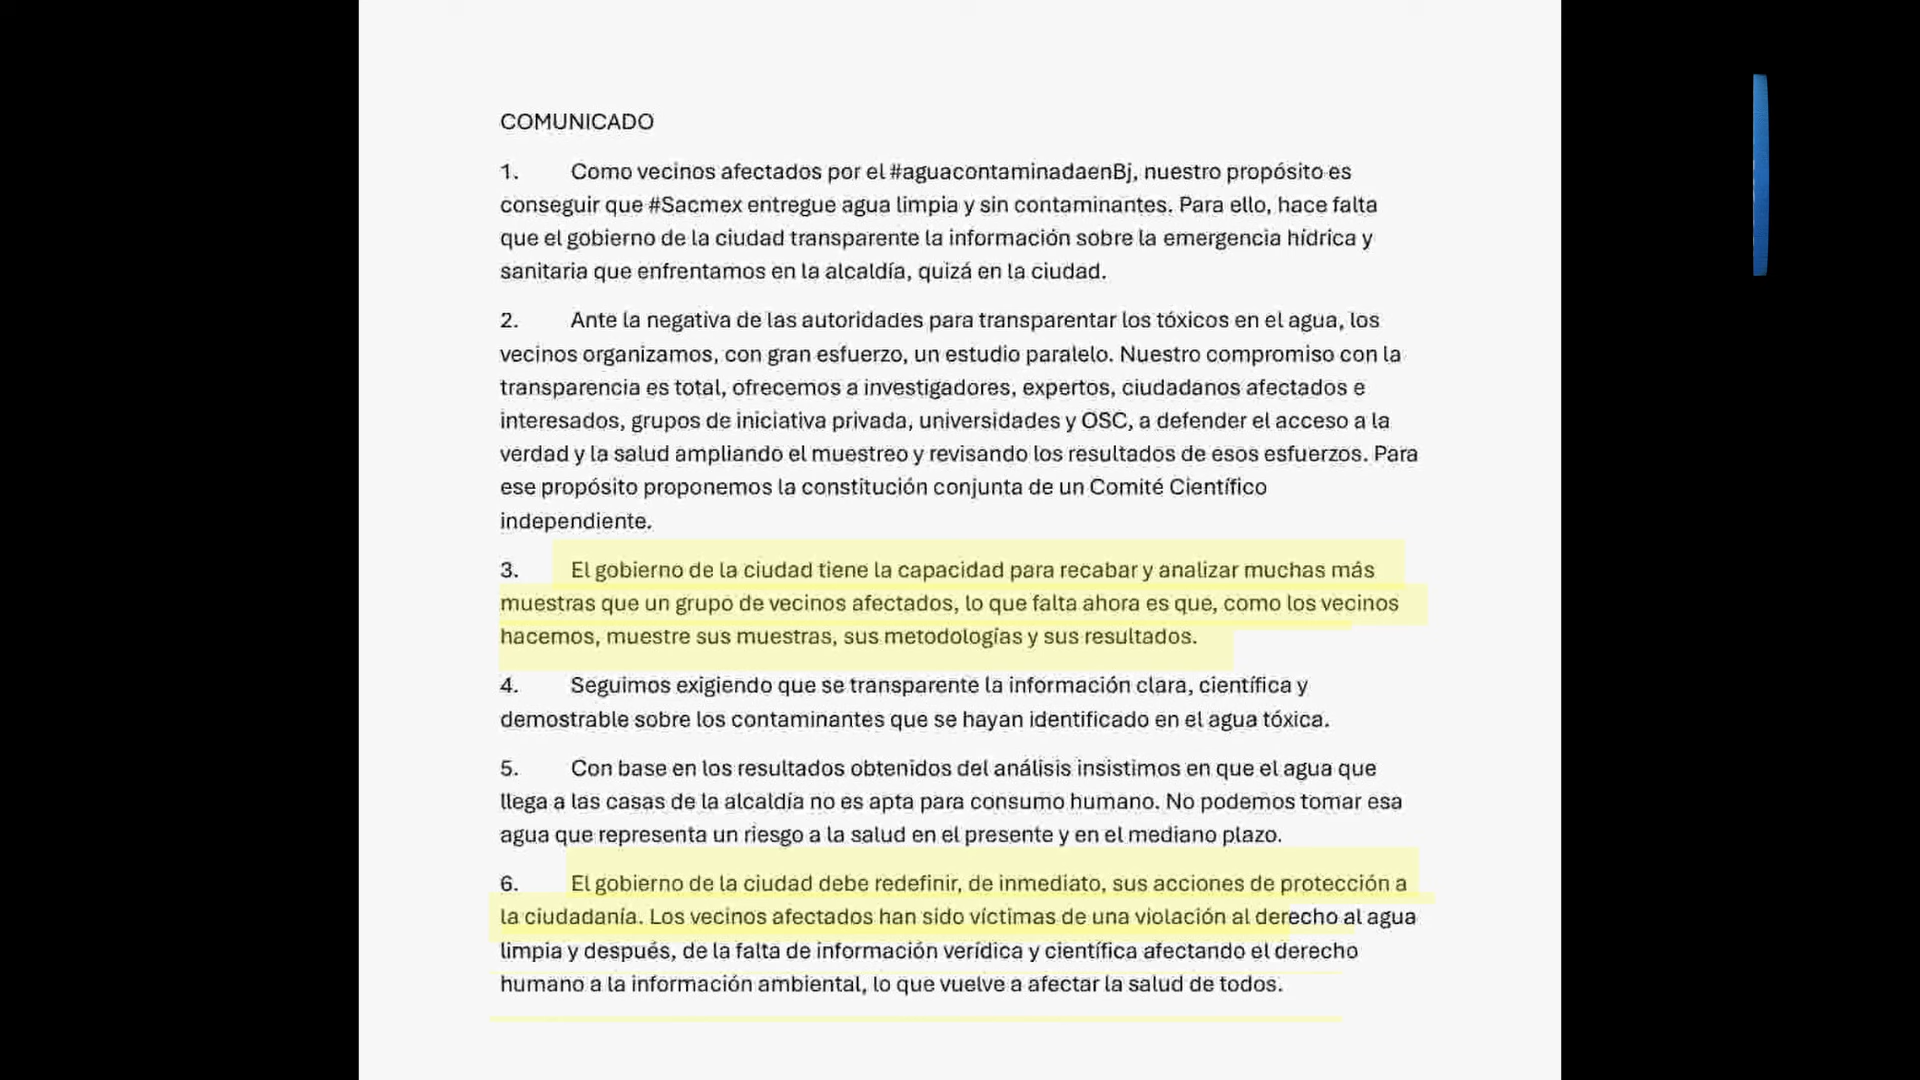 COMUNICADO
1. Como vecinos afectados por el #aguacontaminadaenBj, nuestro propósito es
conseguir que #Sacmex entregue agua limpia y sin contaminantes. Para ello, hace falta
que el gobierno de la ciudad transparente la información sobre la emergencia hídrica y
sanitaria que enfrentamos en la alcaldía, quizá en la ciudad.
2. Ante la negativa de las autoridades para transparentar los tóxicos en el agua, los
vecinos organizamos, con gran esfuerzo, un estudio paralelo. Nuestro compromiso con la
transparencia es total, ofrecemos a investigadores, expertos, ciudadanos afectados e
interesados, grupos de iniciativa privada, universidades y OSC, a defender el acceso a la
verdad y la salud ampliando el muestreo y revisando los resultados de esos esfuerzos. Para
ese propósito proponemos la constitución conjunta de un Comité Científico
independiente.
3. El gobierno de la ciudad tiene la capacidad para recabar y analizar muchas más
muestras que un grupo de vecinos afectados, lo que falta ahora es que, como los vecinos
hacemos, muestre sus muestras, sus metodologías y sus resultados.
4. Seguimos exigiendo que se transparente la información clara, científica y
demostrable sobre los contaminantes que se hayan identificado en el agua tóxica.
5. Con base en los resultados obtenidos del análisis insistimos en que el agua que
llega a las casas de la alcaldía no es apta para consumo humano. No podemos tomar esa
agua que representa un riesgo a la salud en el presente y en el mediano plazo.
6. El gobierno de la ciudad debe redefinir, de inmediato, sus acciones de protección a
la ciudadanía. Los vecinos afectados han sido víctimas de una violación al derecho al agua
limpia y después, de la falta de información verídica y científica afectando el derecho
humano a la información ambiental, lo que vuelve a afectar la salud de todos.